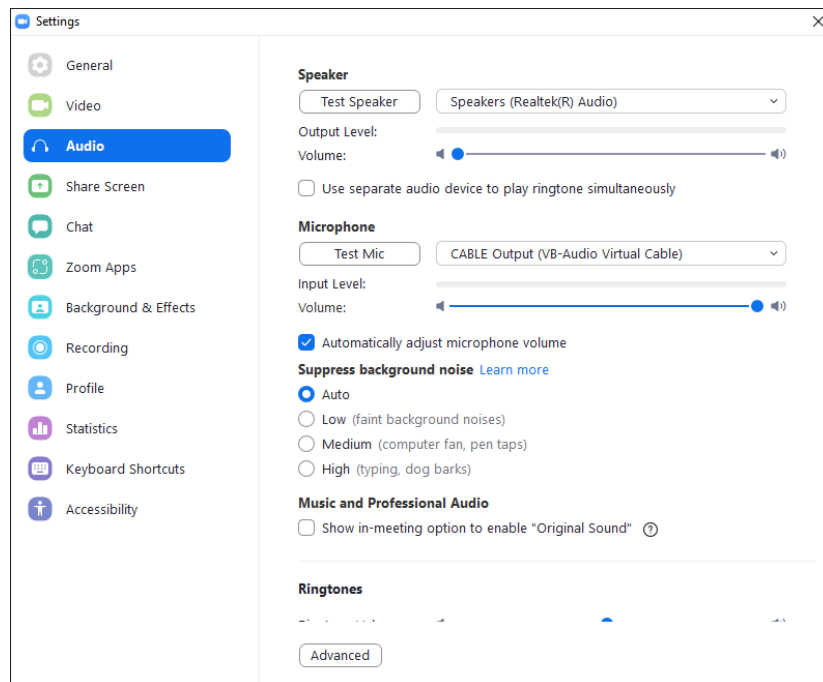 Settings
General
Video
Audio
Share Screen
Chat
Zoom Apps
Background & Effects
Recording
Profile
Statistics
Keyboard Shortcuts
Accessibility
Speaker
Test Speaker
Speakers (Realtek(R) Audio)
Output Level:
Volume:
Use separate audio device to play ringtone simultaneously
Microphone
Test Mic
CABLE Output (VB-Audio Virtual Cable)
Input Level:
Volume:
Automatically adjust microphone volume
Suppress background noise Learn more
Auto
Low (faint background noises)
Medium (computer fan, pen taps)
High (typing, dog barks)
Music and Professional Audio
Show in-meeting option to enable "Original Sound" ?
Ringtones
Advanced